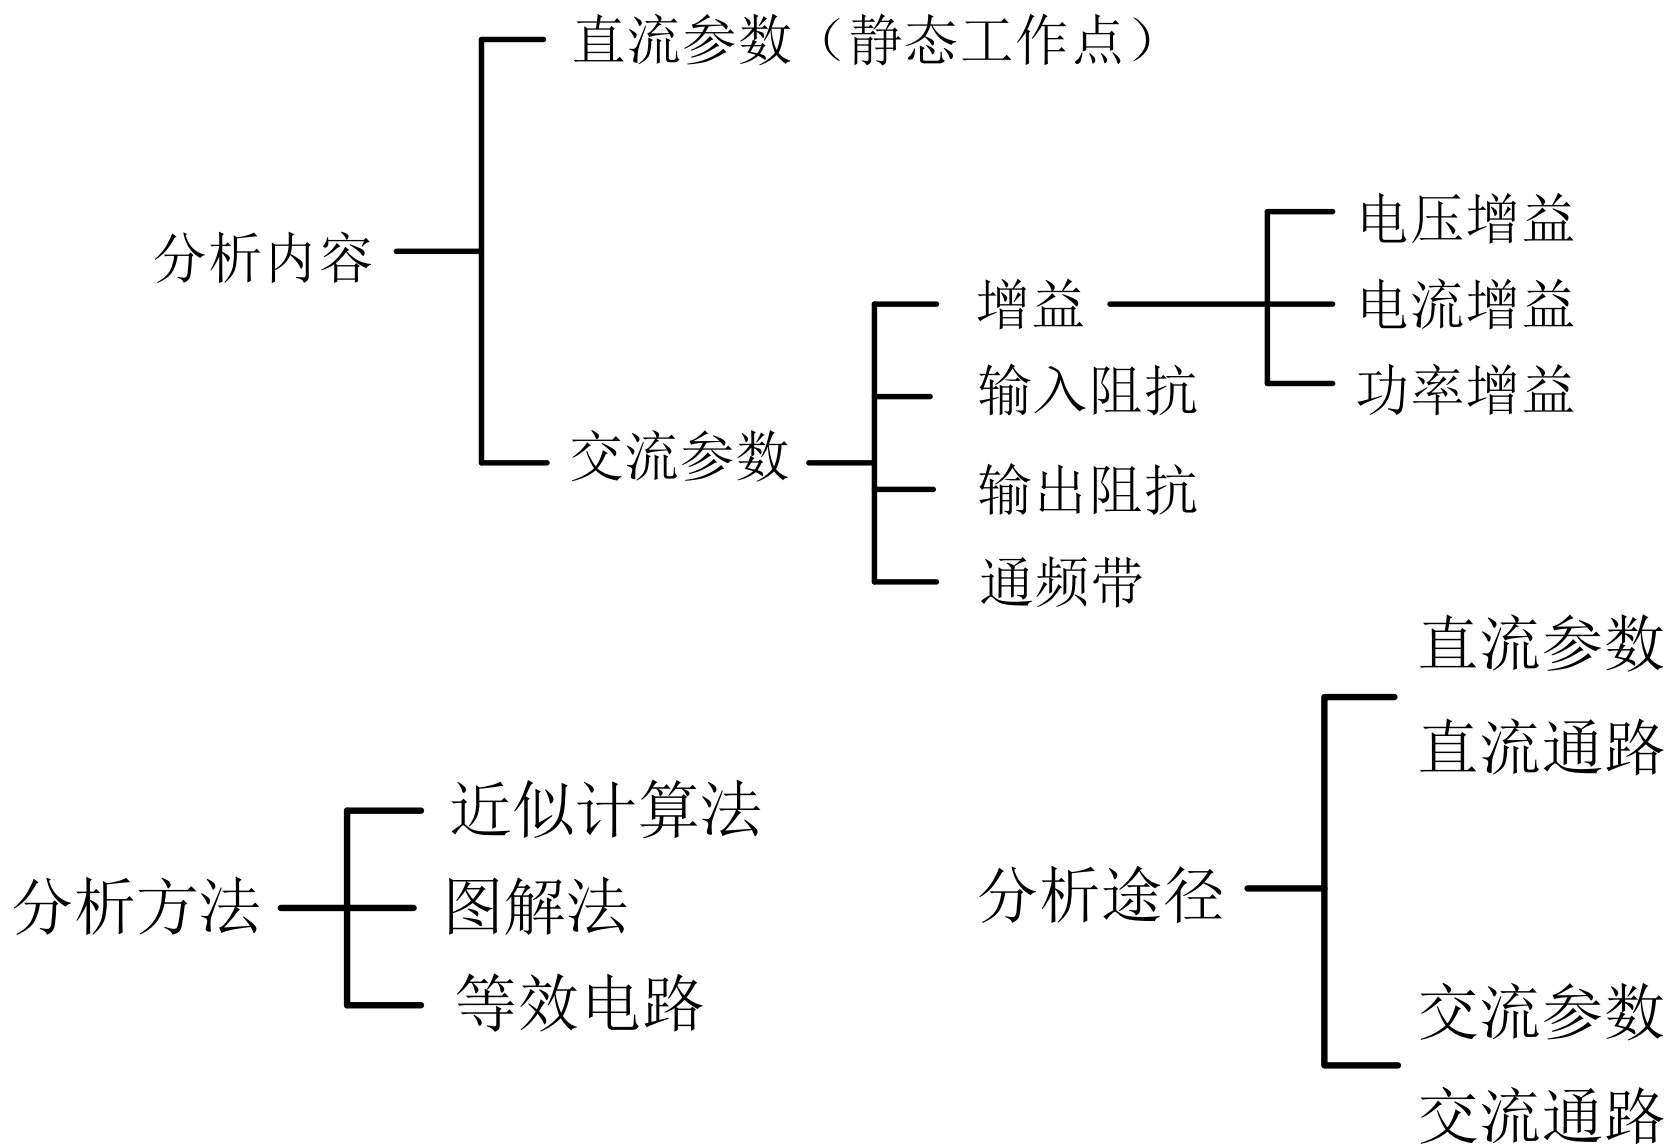 直流参数（静态工作点）
分析内容
电压增益
增益
电流增益
输入阻抗
功率增益
交流参数
输出阻抗
通频带
近似计算法
分析方法
图解法
等效电路
直流参数
直流通路
分析途径
交流参数
交流通路